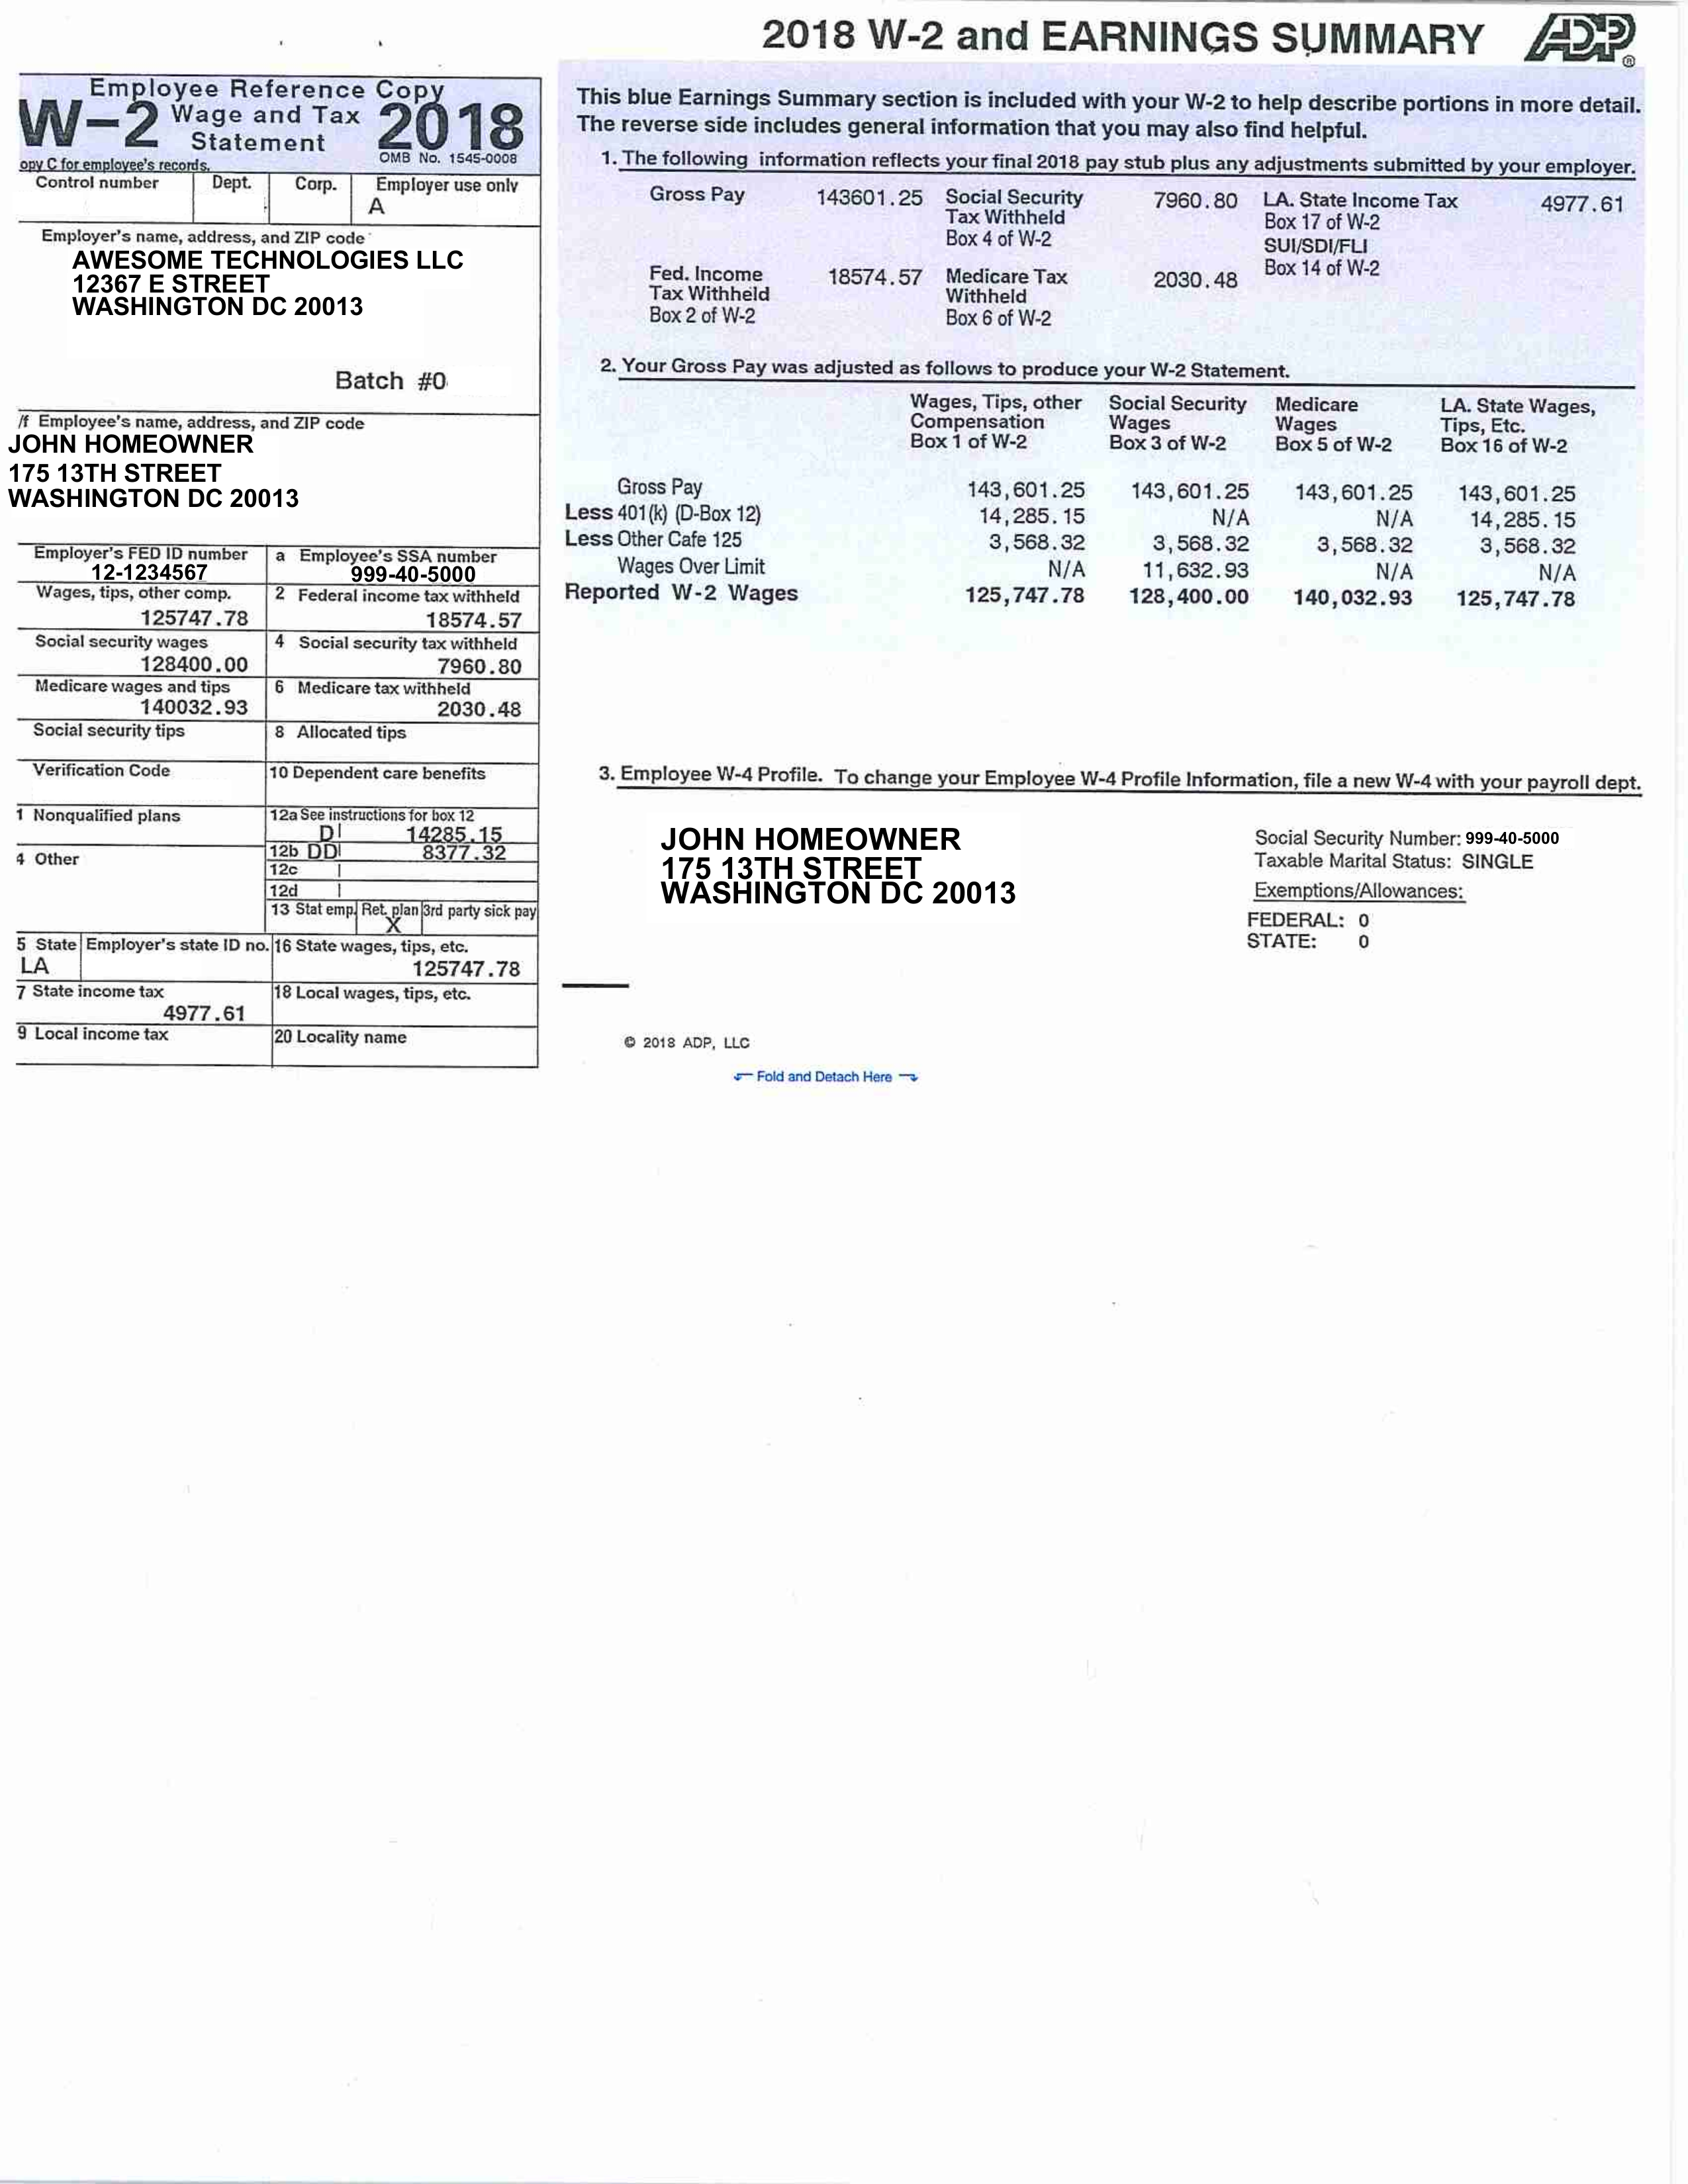 2018 W-2 and EARNINGS SUMMARY ADP®
Employee Reference Copy
W-2 Wage and Tax Statement 2018
OMB No. 1545-0008
opy C for employee's records.
Control number Dept. Corp. Employer use only
A
Employer's name, address, and ZIP code
AWESOME TECHNOLOGIES LLC
12367 E STREET
WASHINGTON DC 20013
Batch #0
/f Employee's name, address, and ZIP code
JOHN HOMEOWNER
175 13TH STREET
WASHINGTON DC 20013
Employer's FED ID number a Employee's SSA number
12-1234567 999-40-5000
Wages, tips, other comp. 2 Federal income tax withheld
125747.78 18574.57
Social security wages 4 Social security tax withheld
128400.00 7960.80
Medicare wages and tips 6 Medicare tax withheld
140032.93 2030.48
Social security tips 8 Allocated tips
Verification Code 10 Dependent care benefits
1 Nonqualified plans 12a See instructions for box 12
D 14285.15
4 Other 12b DD 8377.32
12c
12d
13 Stat emp. Ret. plan 3rd party sick pay
X
5 State Employer's state ID no. 16 State wages, tips, etc.
LA 125747.78
7 State income tax 18 Local wages, tips, etc.
4977.61
9 Local income tax 20 Locality name
This blue Earnings Summary section is included with your W-2 to help describe portions in more detail.
The reverse side includes general information that you may also find helpful.
1. The following information reflects your final 2018 pay stub plus any adjustments submitted by your employer.
Gross Pay 143601.25 Social Security 7960.80 LA. State Income Tax 4977.61
Tax Withheld Box 17 of W-2
Box 4 of W-2 SUI/SDI/FLI
Fed. Income 18574.57 Medicare Tax 2030.48 Box 14 of W-2
Tax Withheld Withheld
Box 2 of W-2 Box 6 of W-2
2. Your Gross Pay was adjusted as follows to produce your W-2 Statement.
Wages, Tips, other Social Security Medicare LA. State Wages,
Compensation Wages Wages Tips, Etc.
Box 1 of W-2 Box 3 of W-2 Box 5 of W-2 Box 16 of W-2
Gross Pay 143,601.25 143,601.25 143,601.25 143,601.25
Less 401(k) (D-Box 12) 14,285.15 N/A N/A 14,285.15
Less Other Cafe 125 3,568.32 3,568.32 3,568.32 3,568.32
Wages Over Limit N/A 11,632.93 N/A N/A
Reported W-2 Wages 125,747.78 128,400.00 140,032.93 125,747.78
3. Employee W-4 Profile. To change your Employee W-4 Profile Information, file a new W-4 with your payroll dept.
JOHN HOMEOWNER
175 13TH STREET
WASHINGTON DC 20013
Social Security Number: 999-40-5000
Taxable Marital Status: SINGLE
Exemptions/Allowances:
FEDERAL: 0
STATE: 0
© 2018 ADP, LLC
Fold and Detach Here